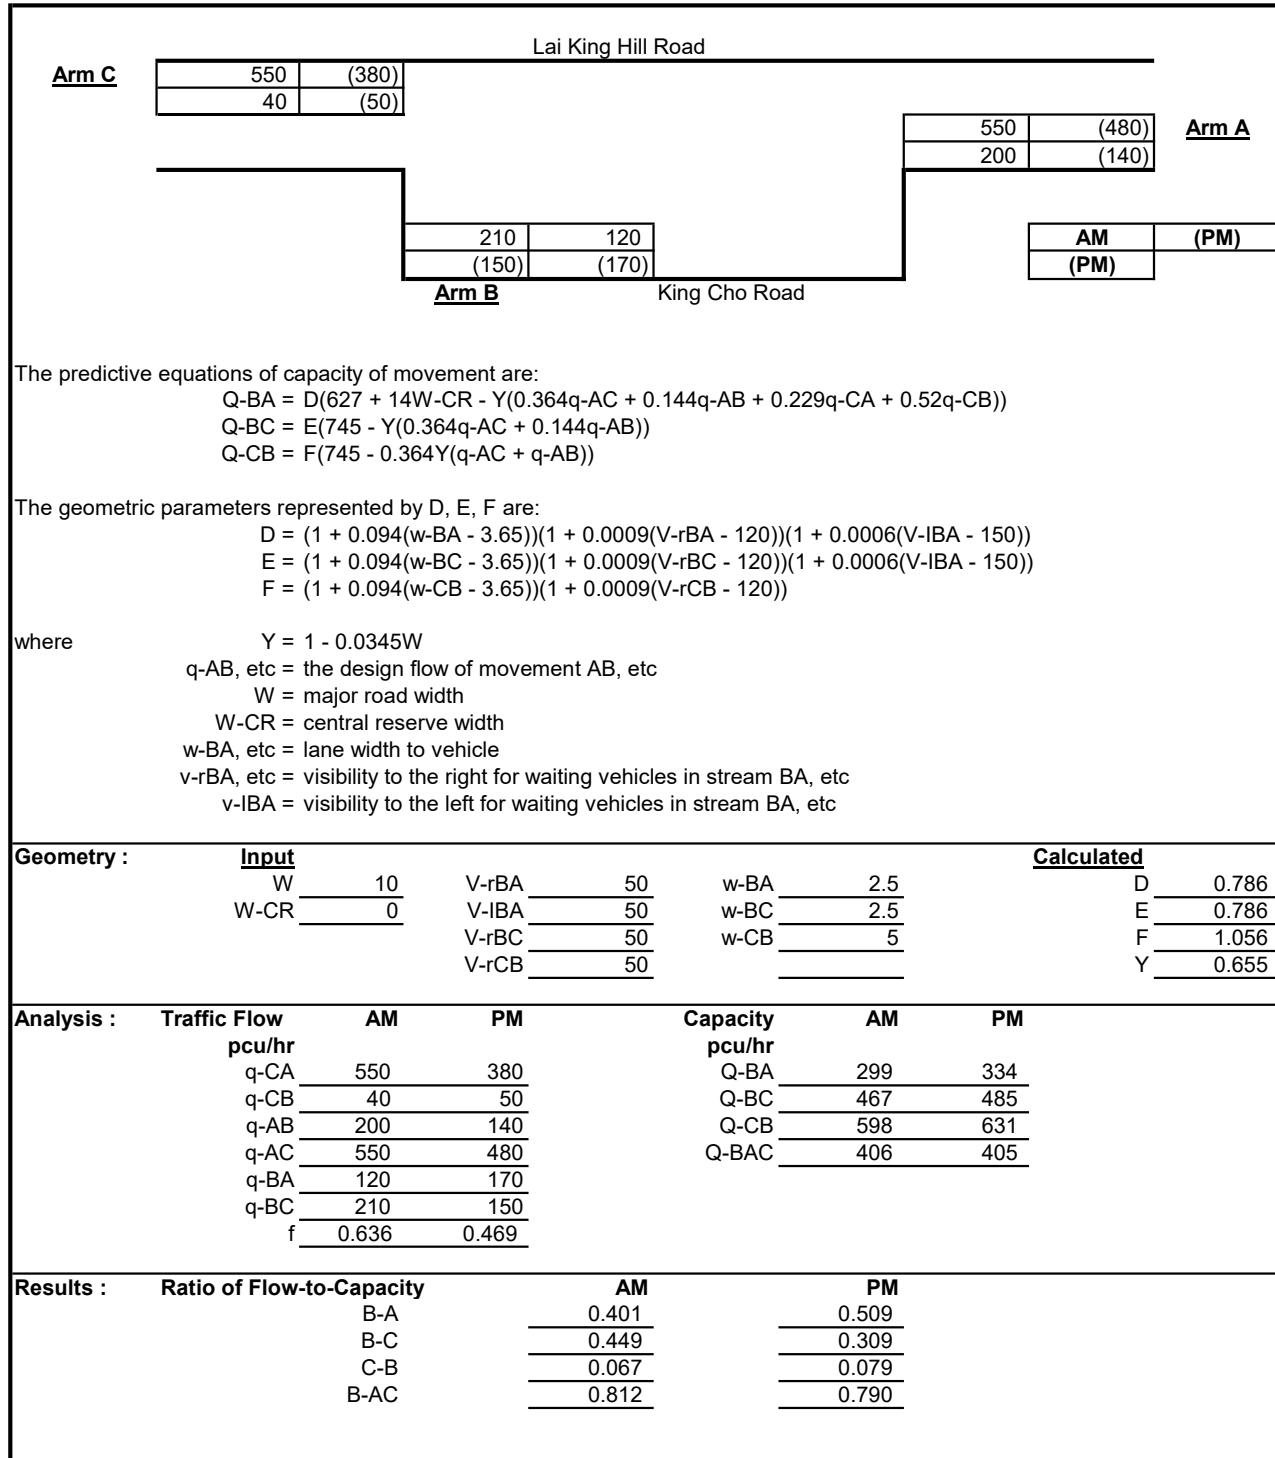 Lai King Hill Road
Arm C 550 (380)
40 (50)
550 (480) Arm A
200 (140)
210 120 AM (PM)
(150) (170) (PM)
Arm B King Cho Road
The predictive equations of capacity of movement are:
Q-BA = D(627 + 14W-CR - Y(0.364q-AC + 0.144q-AB + 0.229q-CA + 0.52q-CB))
Q-BC = E(745 - Y(0.364q-AC + 0.144q-AB))
Q-CB = F(745 - 0.364Y(q-AC + q-AB))
The geometric parameters represented by D, E, F are:
D = (1 + 0.094(w-BA - 3.65))(1 + 0.0009(V-rBA - 120))(1 + 0.0006(V-lBA - 150))
E = (1 + 0.094(w-BC - 3.65))(1 + 0.0009(V-rBC - 120))(1 + 0.0006(V-lBA - 150))
F = (1 + 0.094(w-CB - 3.65))(1 + 0.0009(V-rCB - 120))
where Y = 1 - 0.0345W
q-AB, etc = the design flow of movement AB, etc
W = major road width
W-CR = central reserve width
w-BA, etc = lane width to vehicle
v-rBA, etc = visibility to the right for waiting vehicles in stream BA, etc
v-lBA = visibility to the left for waiting vehicles in stream BA, etc
Geometry : Input Calculated
W 10 V-rBA 50 w-BA 2.5 D 0.786
W-CR 0 V-lBA 50 w-BC 2.5 E 0.786
V-rBC 50 w-CB 5 F 1.056
V-rCB 50 Y 0.655
Analysis : Traffic Flow AM PM Capacity AM PM
pcu/hr pcu/hr
q-CA 550 380 Q-BA 299 334
q-CB 40 50 Q-BC 467 485
q-AB 200 140 Q-CB 598 631
q-AC 550 480 Q-BAC 406 405
q-BA 120 170
q-BC 210 150
f 0.636 0.469
Results : Ratio of Flow-to-Capacity AM PM
B-A 0.401 0.509
B-C 0.449 0.309
C-B 0.067 0.079
B-AC 0.812 0.790